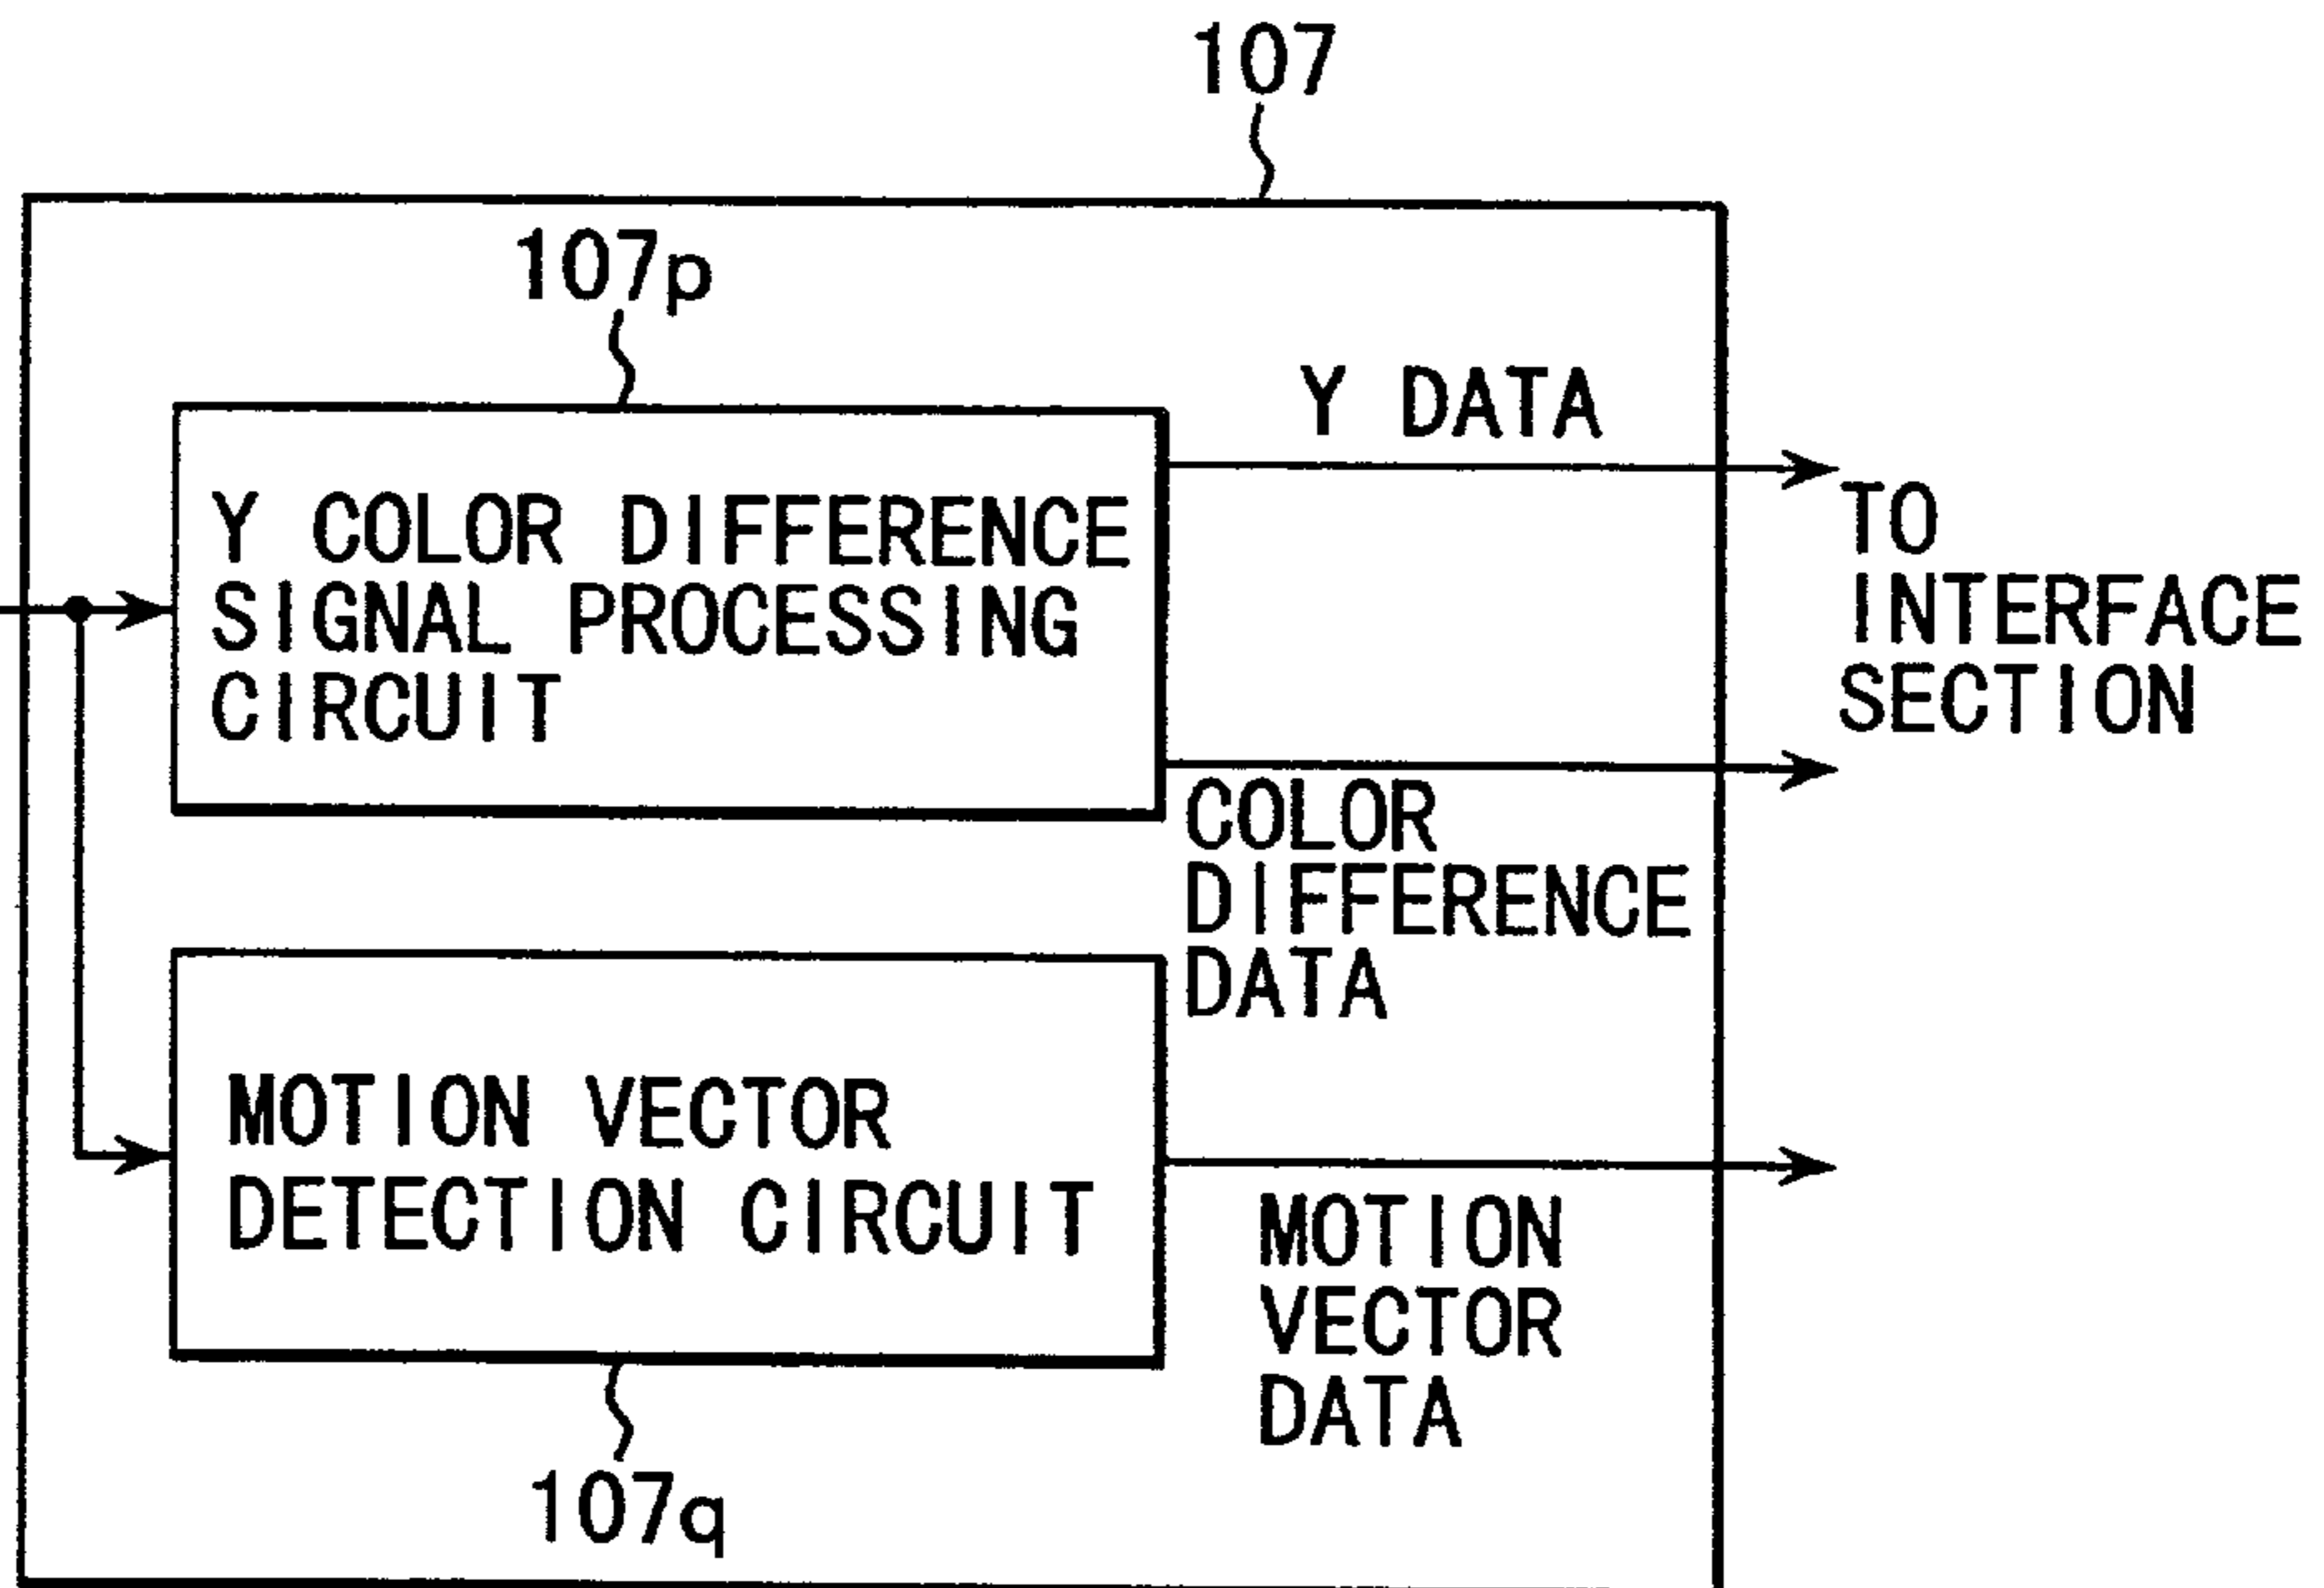 107
107p
Y DATA
Y COLOR DIFFERENCE
SIGNAL PROCESSING
CIRCUIT
TO
INTERFACE
SECTION
COLOR
DIFFERENCE
DATA
MOTION VECTOR
DETECTION CIRCUIT
MOTION
VECTOR
DATA
107q